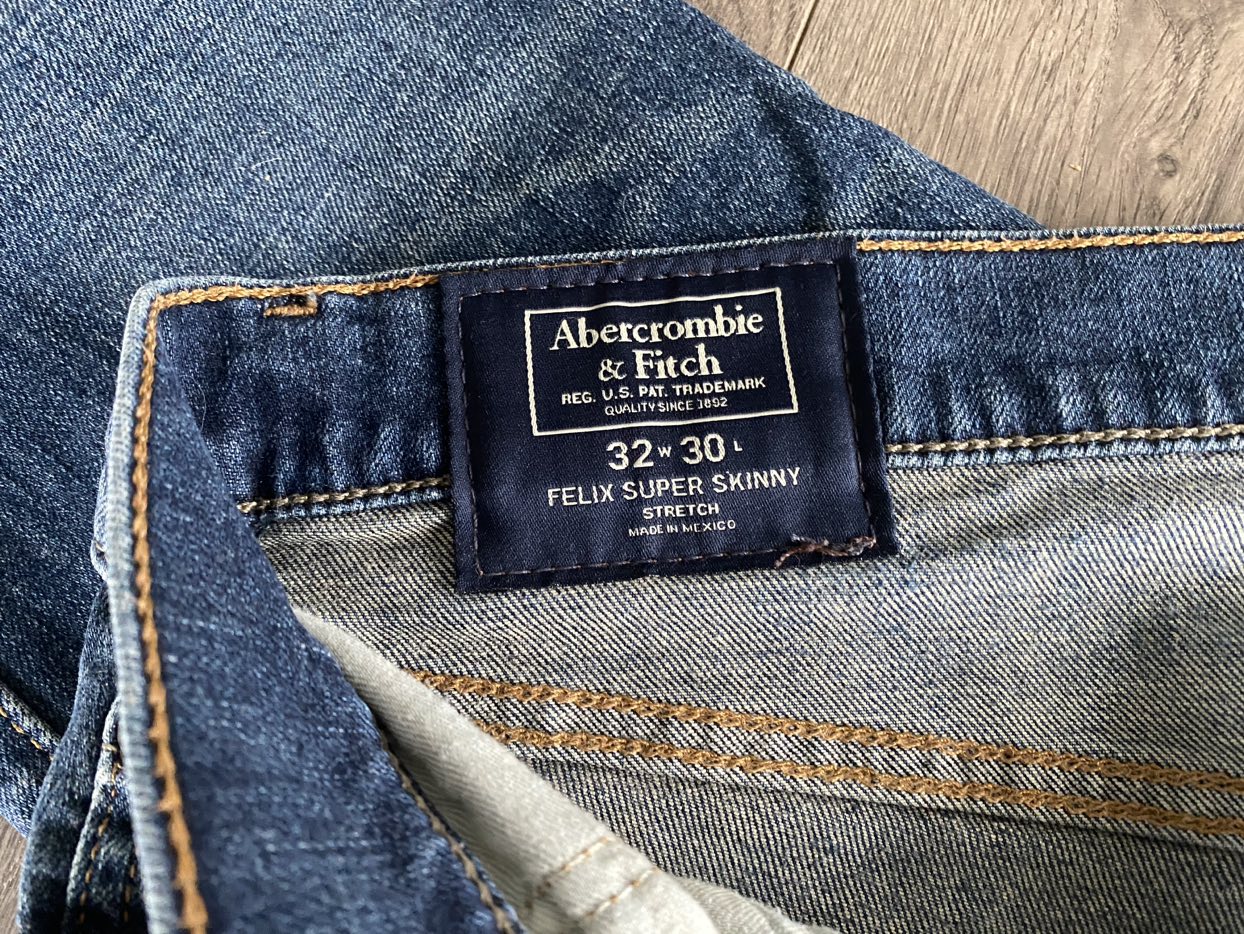 Abercrombie
& Fitch
REG. U.S. PAT. TRADEMARK
QUALITY SINCE 1892
32 W 30 L
FELIX SUPER SKINNY
STRETCH
MADE IN MEXICO